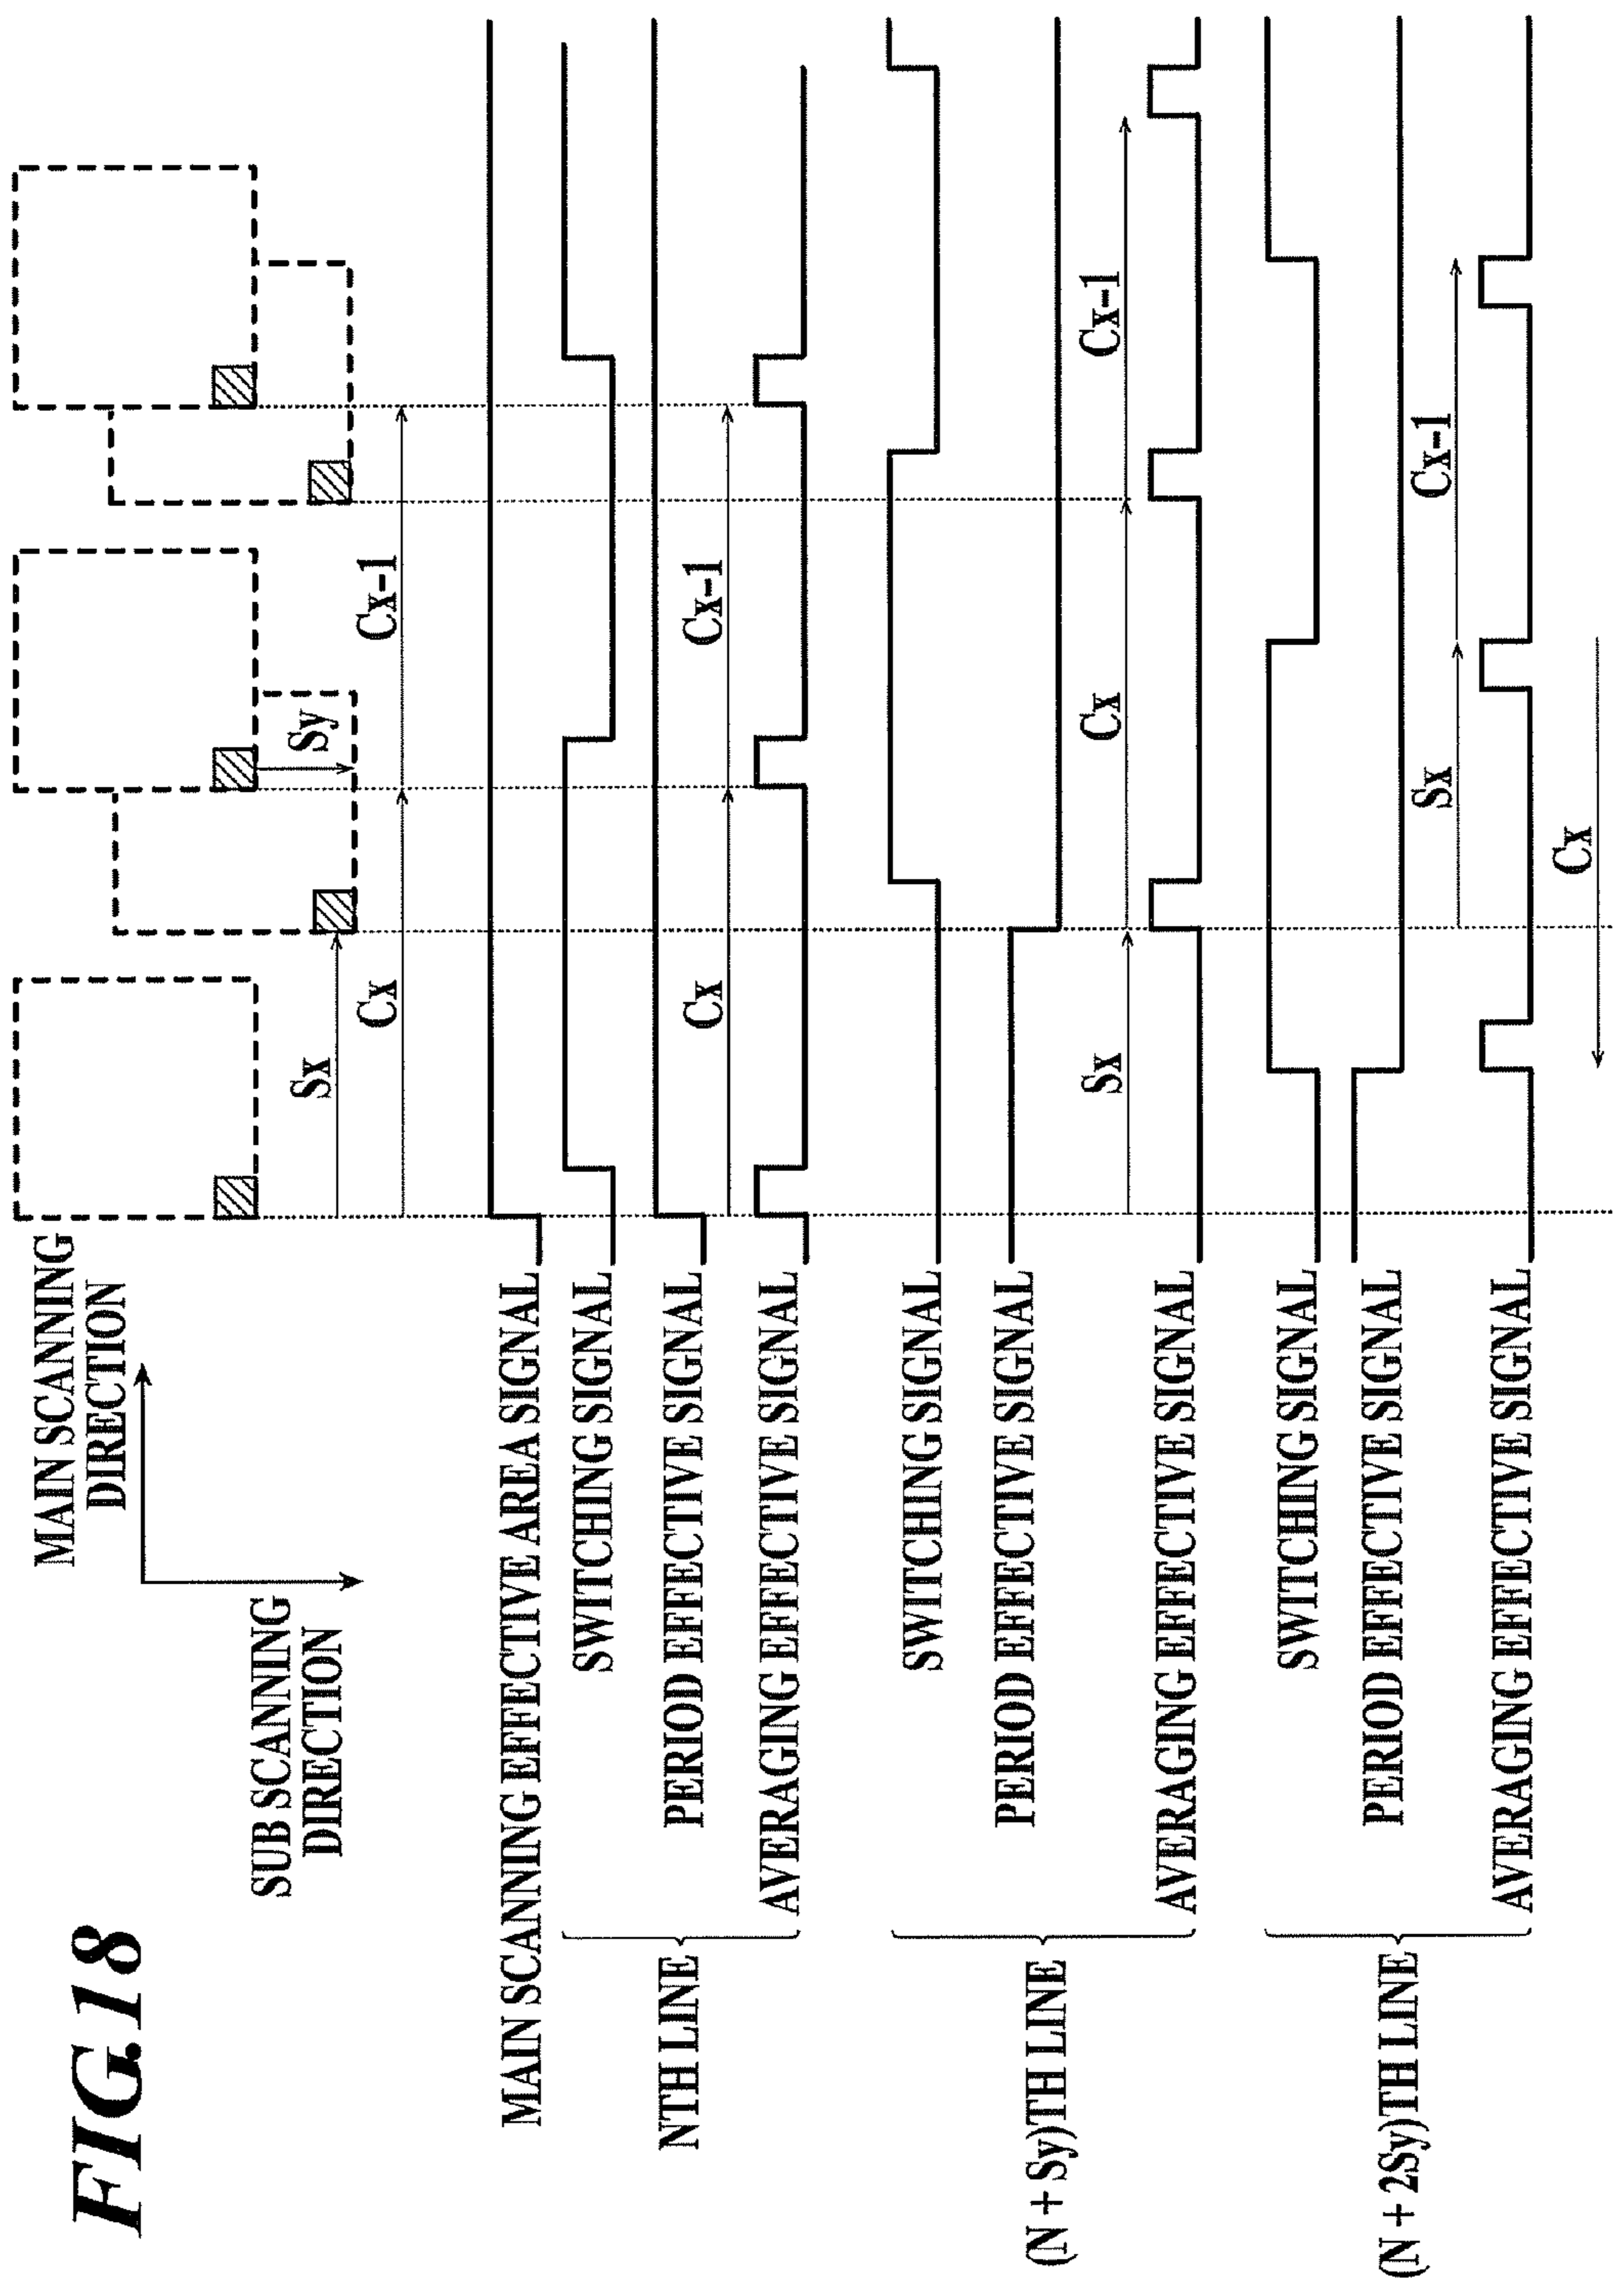 FIG.18
MAIN SCANNING
DIRECTION
SUB SCANNING
DIRECTION
Sx
Sy
Cx
Cx-1
MAIN SCANNING EFFECTIVE AREA SIGNAL
NTH LINE
SWITCHING SIGNAL
PERIOD EFFECTIVE SIGNAL
Cx
Cx-1
AVERAGING EFFECTIVE SIGNAL
(N + Sy)TH LINE
SWITCHING SIGNAL
PERIOD EFFECTIVE SIGNAL
Sx
Cx
Cx-1
AVERAGING EFFECTIVE SIGNAL
(N + 2Sy)TH LINE
SWITCHING SIGNAL
PERIOD EFFECTIVE SIGNAL
Sx
Cx-1
AVERAGING EFFECTIVE SIGNAL
Cx